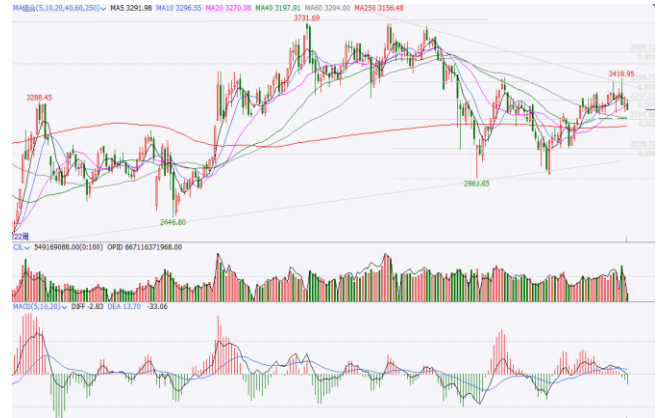 MA组合(5,10,20,40,60,250) MA5 3291.98 MA10 3296.55 MA20 3270.38 MA40 3197.91 MA60 3204.00 MA250 3156.48
3731.69
3418.95
3288.45
2863.65
2646.80
22周
CJL 549169088.00(0:100) OPID 667116371968.00
MACD(5,10,20) DIFF -2.83 DEA 13.70 -33.06